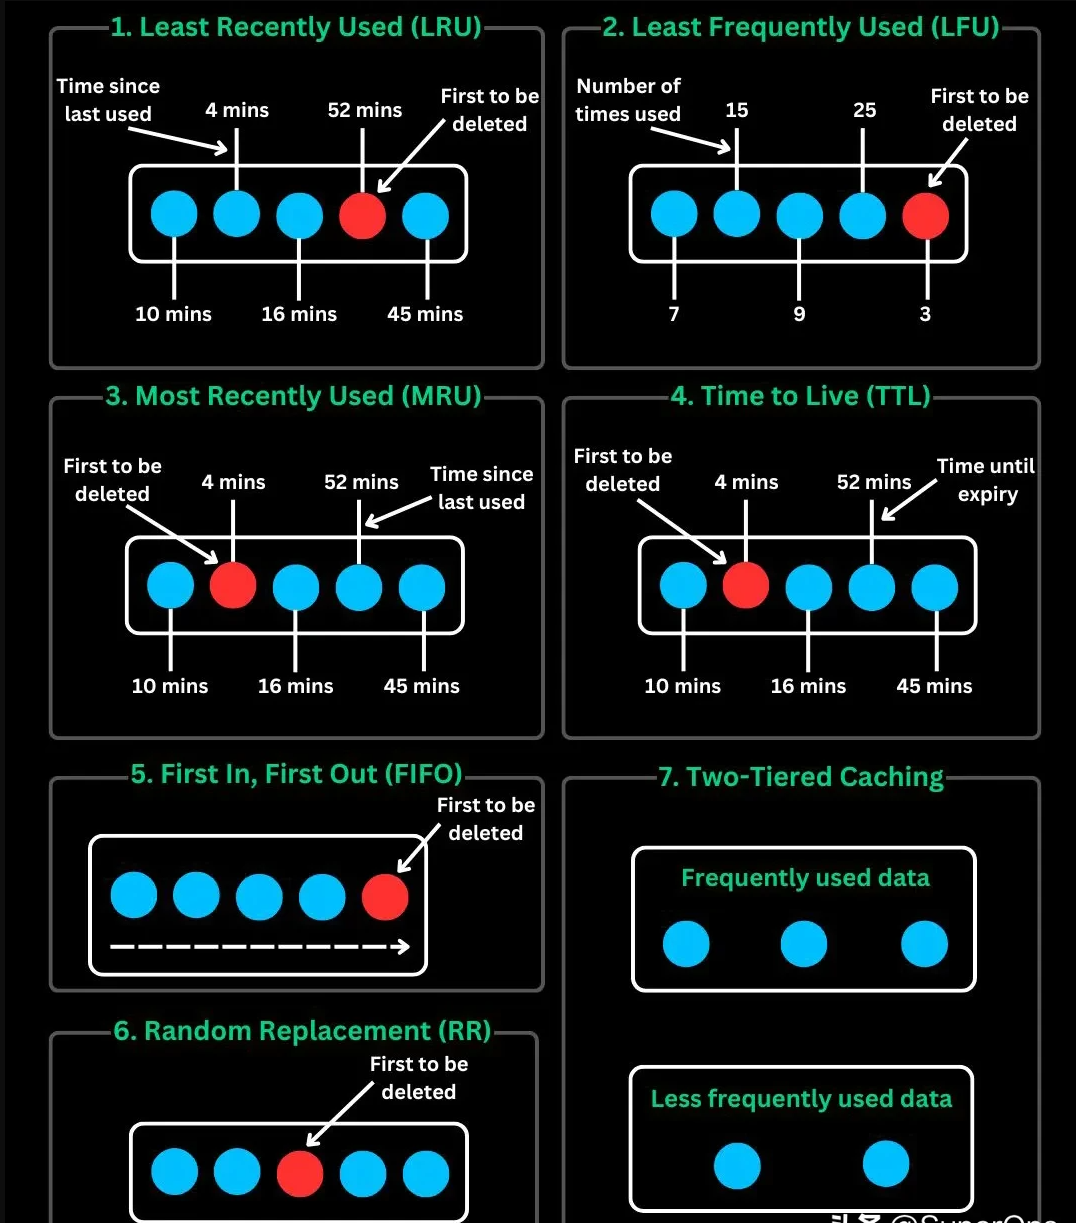 1. Least Recently Used (LRU)
Time since
last used
4 mins
52 mins
First to be
deleted
10 mins
16 mins
45 mins
2. Least Frequently Used (LFU)
Number of
times used
15
25
First to be
deleted
7
9
3
3. Most Recently Used (MRU)
First to be
deleted
4 mins
52 mins
Time since
last used
10 mins
16 mins
45 mins
4. Time to Live (TTL)
First to be
deleted
4 mins
52 mins
Time until
expiry
10 mins
16 mins
45 mins
5. First In, First Out (FIFO)
First to be
deleted
6. Random Replacement (RR)
First to be
deleted
7. Two-Tiered Caching
Frequently used data
Less frequently used data